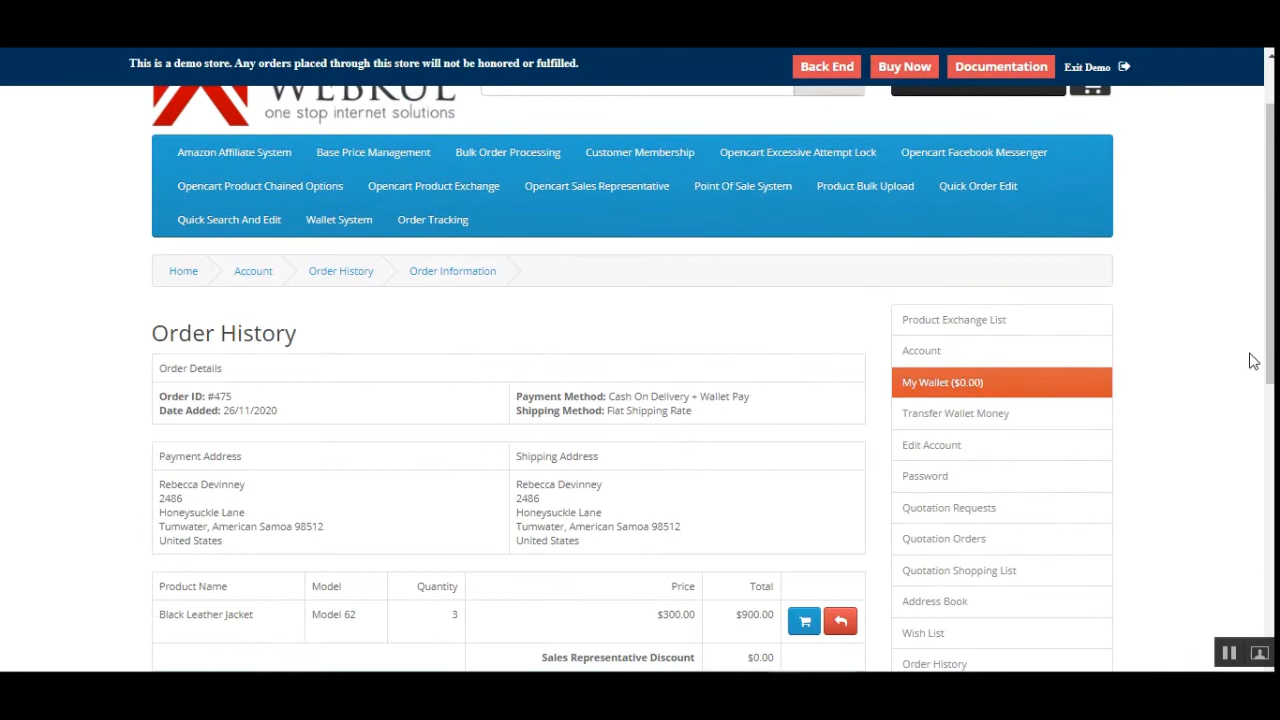 This is a demo store. Any orders placed through this store will not be honored or fulfilled.
Back End
Buy Now
Documentation
Exit Demo
WEBKUL
one stop internet solutions
Amazon Affiliate System
Base Price Management
Bulk Order Processing
Customer Membership
Opencart Excessive Attempt Lock
Opencart Facebook Messenger
Opencart Product Chained Options
Opencart Product Exchange
Opencart Sales Representative
Point Of Sale System
Product Bulk Upload
Quick Order Edit
Quick Search And Edit
Wallet System
Order Tracking
Home
Account
Order History
Order Information
Order History
Order Details
Order ID: #475
Date Added: 26/11/2020
Payment Method: Cash On Delivery + Wallet Pay
Shipping Method: Flat Shipping Rate
Payment Address
Shipping Address
Rebecca Devinney
2486
Honeysuckle Lane
Tumwater, American Samoa 98512
United States
Rebecca Devinney
2486
Honeysuckle Lane
Tumwater, American Samoa 98512
United States
Product Name
Model
Quantity
Price
Total
Black Leather Jacket
Model 62
3
$300.00
$900.00
Sales Representative Discount
$0.00
Product Exchange List
Account
My Wallet ($0.00)
Transfer Wallet Money
Edit Account
Password
Quotation Requests
Quotation Orders
Quotation Shopping List
Address Book
Wish List
Order History